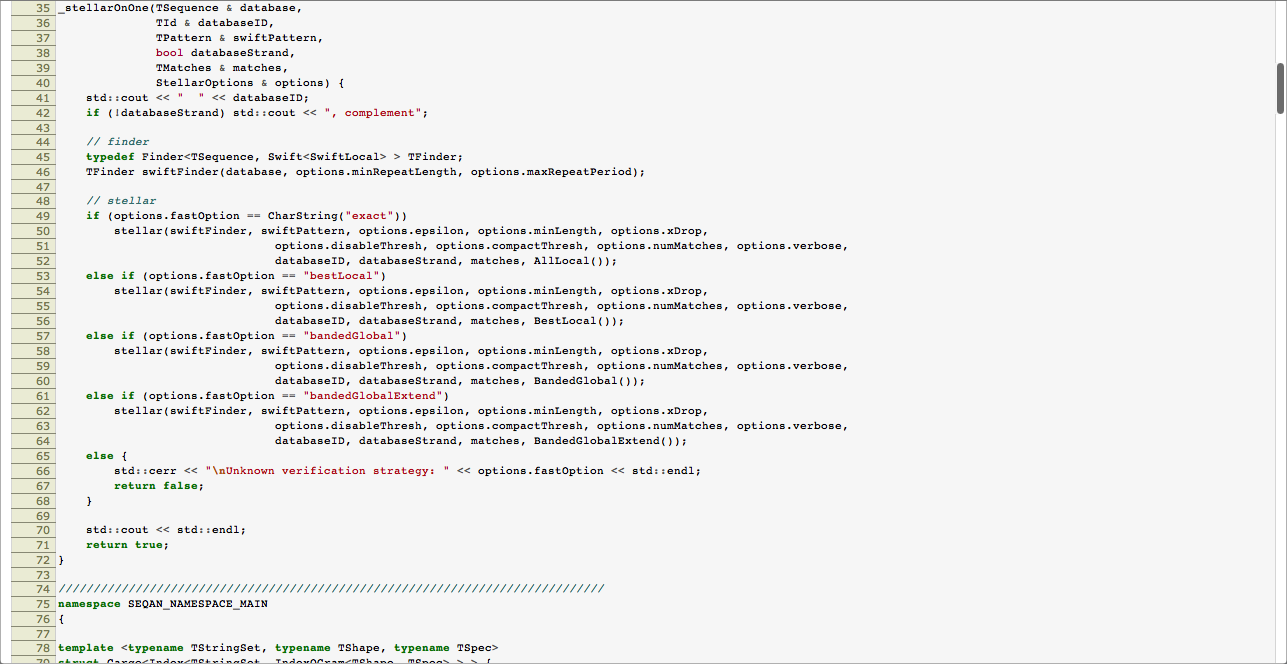 35 _stellarOnOne(TSequence & database,
36               TId & databaseID,
37               TPattern & swiftPattern,
38               bool databaseStrand,
39               TMatches & matches,
40               StellarOptions & options) {
41     std::cout << "  " << databaseID;
42     if (!databaseStrand) std::cout << ", complement";
43
44     // finder
45     typedef Finder<TSequence, Swift<SwiftLocal> > TFinder;
46     TFinder swiftFinder(database, options.minRepeatLength, options.maxRepeatPeriod);
47
48     // stellar
49     if (options.fastOption == CharString("exact"))
50         stellar(swiftFinder, swiftPattern, options.epsilon, options.minLength, options.xDrop,
51                                options.disableThresh, options.compactThresh, options.numMatches, options.verbose,
52                                databaseID, databaseStrand, matches, AllLocal());
53     else if (options.fastOption == "bestLocal")
54         stellar(swiftFinder, swiftPattern, options.epsilon, options.minLength, options.xDrop,
55                                options.disableThresh, options.compactThresh, options.numMatches, options.verbose,
56                                databaseID, databaseStrand, matches, BestLocal());
57     else if (options.fastOption == "bandedGlobal")
58         stellar(swiftFinder, swiftPattern, options.epsilon, options.minLength, options.xDrop,
59                                options.disableThresh, options.compactThresh, options.numMatches, options.verbose,
60                                databaseID, databaseStrand, matches, BandedGlobal());
61     else if (options.fastOption == "bandedGlobalExtend")
62         stellar(swiftFinder, swiftPattern, options.epsilon, options.minLength, options.xDrop,
63                                options.disableThresh, options.compactThresh, options.numMatches, options.verbose,
64                                databaseID, databaseStrand, matches, BandedGlobalExtend());
65     else {
66         std::cerr << "\nUnknown verification strategy: " << options.fastOption << std::endl;
67         return false;
68     }
69
70     std::cout << std::endl;
71     return true;
72 }
73
74 //////////////////////////////////////////////////////////////////////////////
75 namespace SEQAN_NAMESPACE_MAIN
76 {
77
78 template <typename TStringSet, typename TShape, typename TSpec>
79 struct Cargo<Index<TStringSet, IndexQGram<TShape, TSpec> > > {